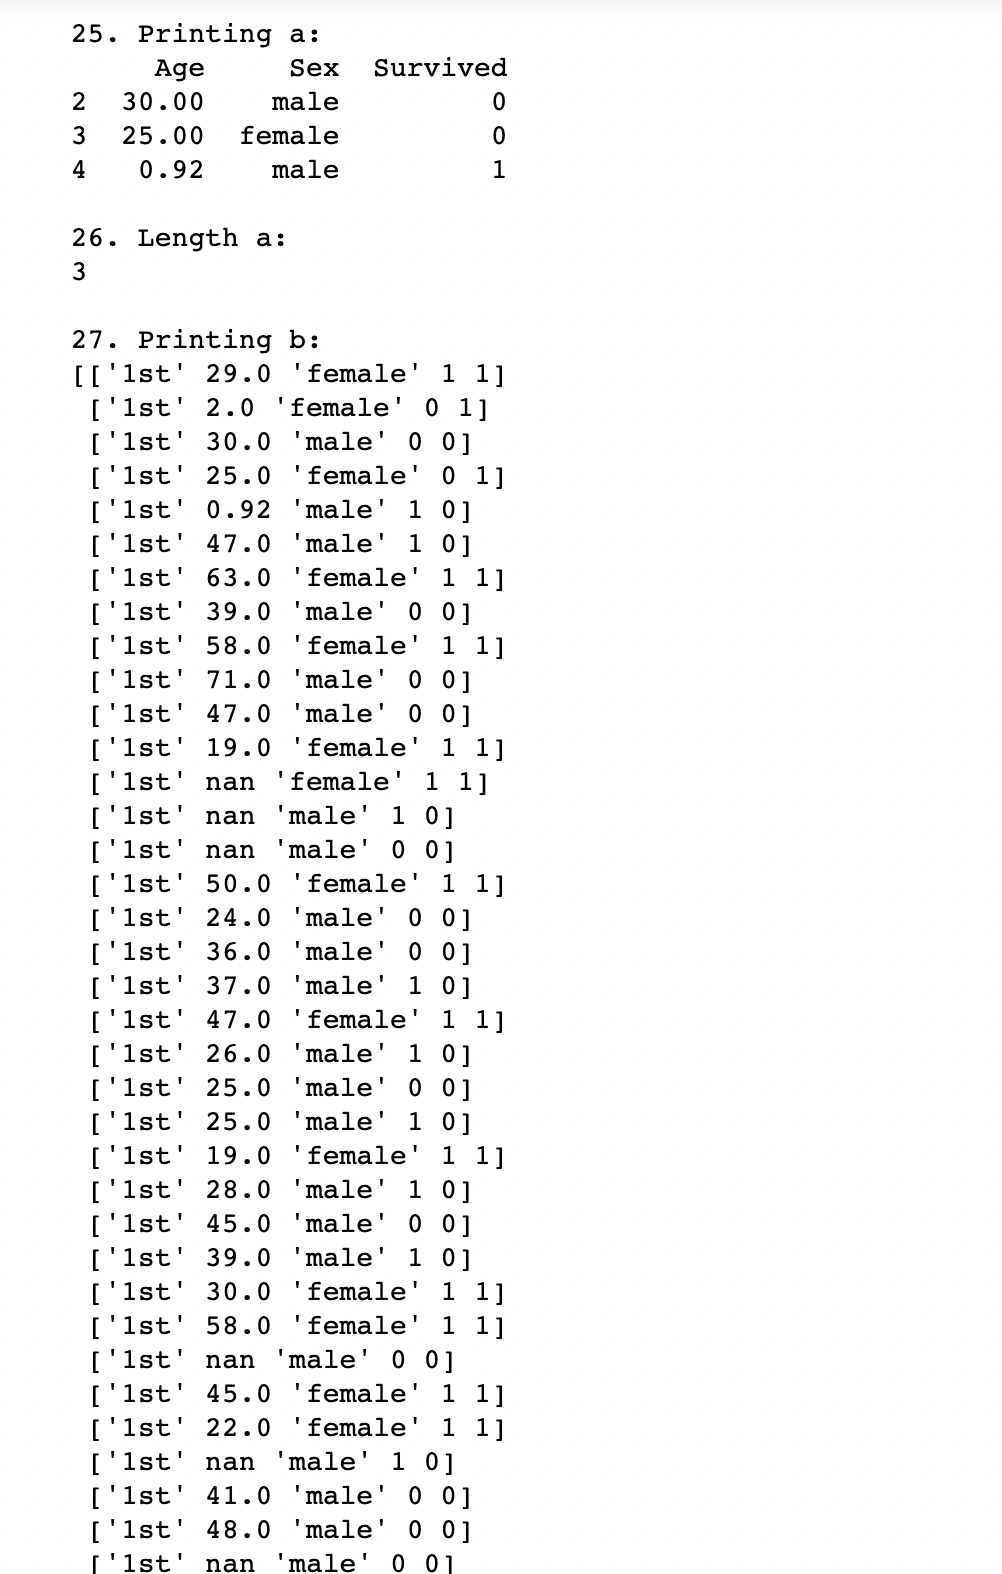 25. Printing a:
Age Sex Survived
2 30.00 male 0
3 25.00 female 0
4 0.92 male 1
26. Length a:
3
27. Printing b:
[['1st' 29.0 'female' 1 1]
['1st' 2.0 'female' 0 1]
['1st' 30.0 'male' 0 0]
['1st' 25.0 'female' 0 1]
['1st' 0.92 'male' 1 0]
['1st' 47.0 'male' 1 0]
['1st' 63.0 'female' 1 1]
['1st' 39.0 'male' 0 0]
['1st' 58.0 'female' 1 1]
['1st' 71.0 'male' 0 0]
['1st' 47.0 'male' 0 0]
['1st' 19.0 'female' 1 1]
['1st' nan 'female' 1 1]
['1st' nan 'male' 1 0]
['1st' nan 'male' 0 0]
['1st' 50.0 'female' 1 1]
['1st' 24.0 'male' 0 0]
['1st' 36.0 'male' 0 0]
['1st' 37.0 'male' 1 0]
['1st' 47.0 'female' 1 1]
['1st' 26.0 'male' 1 0]
['1st' 25.0 'male' 0 0]
['1st' 25.0 'male' 1 0]
['1st' 19.0 'female' 1 1]
['1st' 28.0 'male' 1 0]
['1st' 45.0 'male' 0 0]
['1st' 39.0 'male' 1 0]
['1st' 30.0 'female' 1 1]
['1st' 58.0 'female' 1 1]
['1st' nan 'male' 0 0]
['1st' 45.0 'female' 1 1]
['1st' 22.0 'female' 1 1]
['1st' nan 'male' 1 0]
['1st' 41.0 'male' 0 0]
['1st' 48.0 'male' 0 0]
['1st' nan 'male' 0 0]